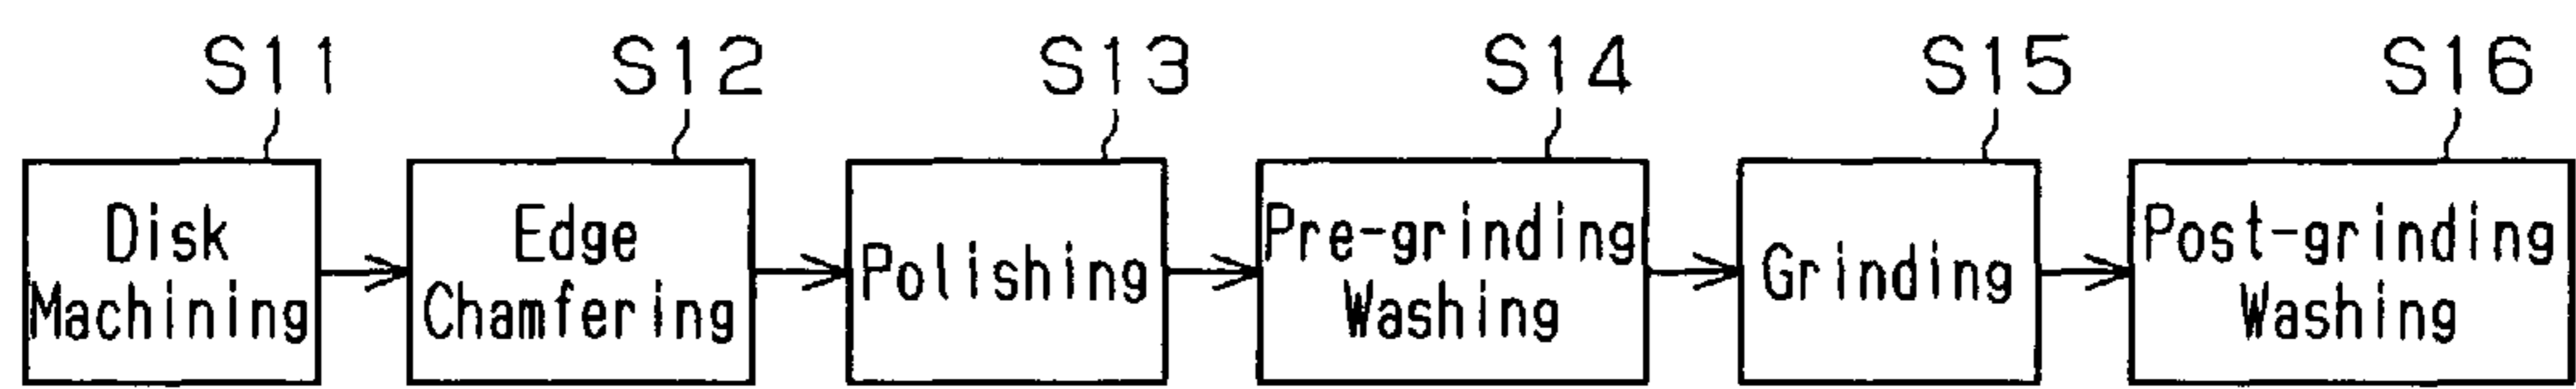 S11 S12 S13 S14 S15 S16
Disk
Machining
Edge
Chamfering
Polishing
Pre-grinding
Washing
Grinding
Post-grinding
Washing